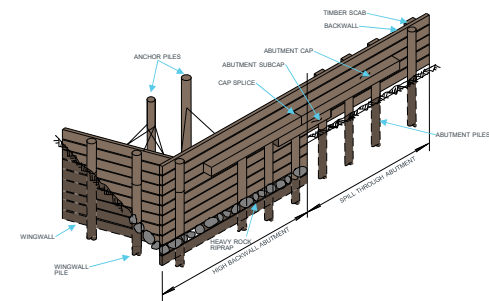 TIMBER SCAB
BACKWALL
ABUTMENT CAP
ANCHOR PILES
ABUTMENT SUBCAP
CAP SPLICE
ABUTMENT PILES
SPILL THROUGH ABUTMENT
WINGWALL
HEAVY ROCK
RIPRAP
HIGH BACKWALL ABUTMENT
WINGWALL
PILE